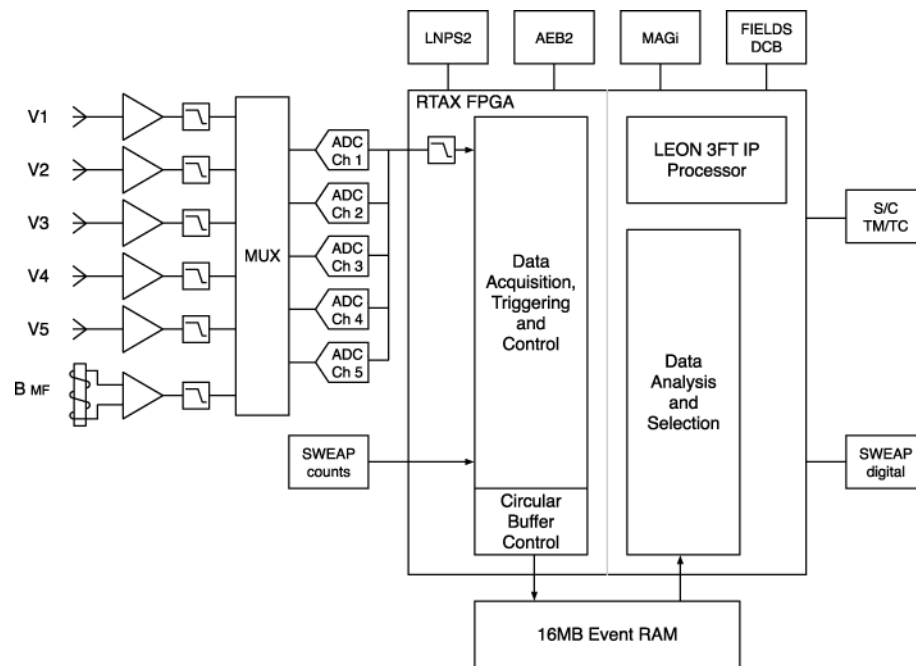 LNPS2
AEB2
MAGi
FIELDS
DCB
RTAX FPGA
V1
V2
V3
V4
V5
B MF
MUX
ADC
Ch 1
ADC
Ch 2
ADC
Ch 3
ADC
Ch 4
ADC
Ch 5
SWEAP
counts
Data
Acquisition,
Triggering
and
Control
Circular
Buffer
Control
LEON 3FT IP
Processor
Data
Analysis
and
Selection
S/C
TM/TC
SWEAP
digital
16MB Event RAM